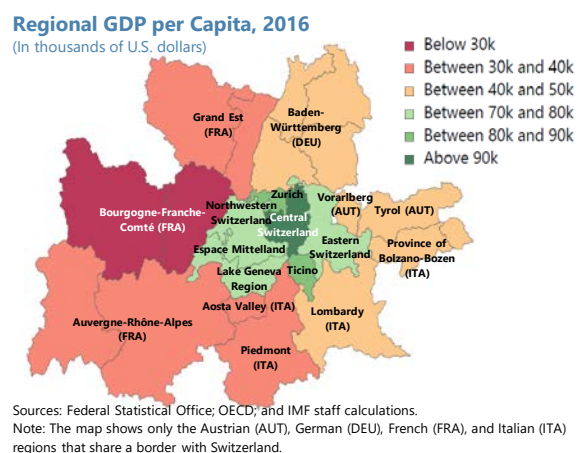 Regional GDP per Capita, 2016
(In thousands of U.S. dollars)
Below 30k
Between 30k and 40k
Between 40k and 50k
Between 70k and 80k
Between 80k and 90k
Above 90k
Grand Est
(FRA)
Baden-
Württemberg
(DEU)
Bourgogne-Franche-
Comté (FRA)
Northwestern
Switzerland
Zurich
Central
Switzerland
Vorarlberg
(AUT)
Tyrol (AUT)
Espace Mittelland
Eastern
Switzerland
Province of
Bolzano-Bozen
(ITA)
Lake Geneva
Region
Ticino
Aosta Valley (ITA)
Lombardy
(ITA)
Auvergne-Rhône-Alpes
(FRA)
Piedmont
(ITA)
Sources: Federal Statistical Office; OECD; and IMF staff calculations.
Note: The map shows only the Austrian (AUT), German (DEU), French (FRA), and Italian (ITA)
regions that share a border with Switzerland.